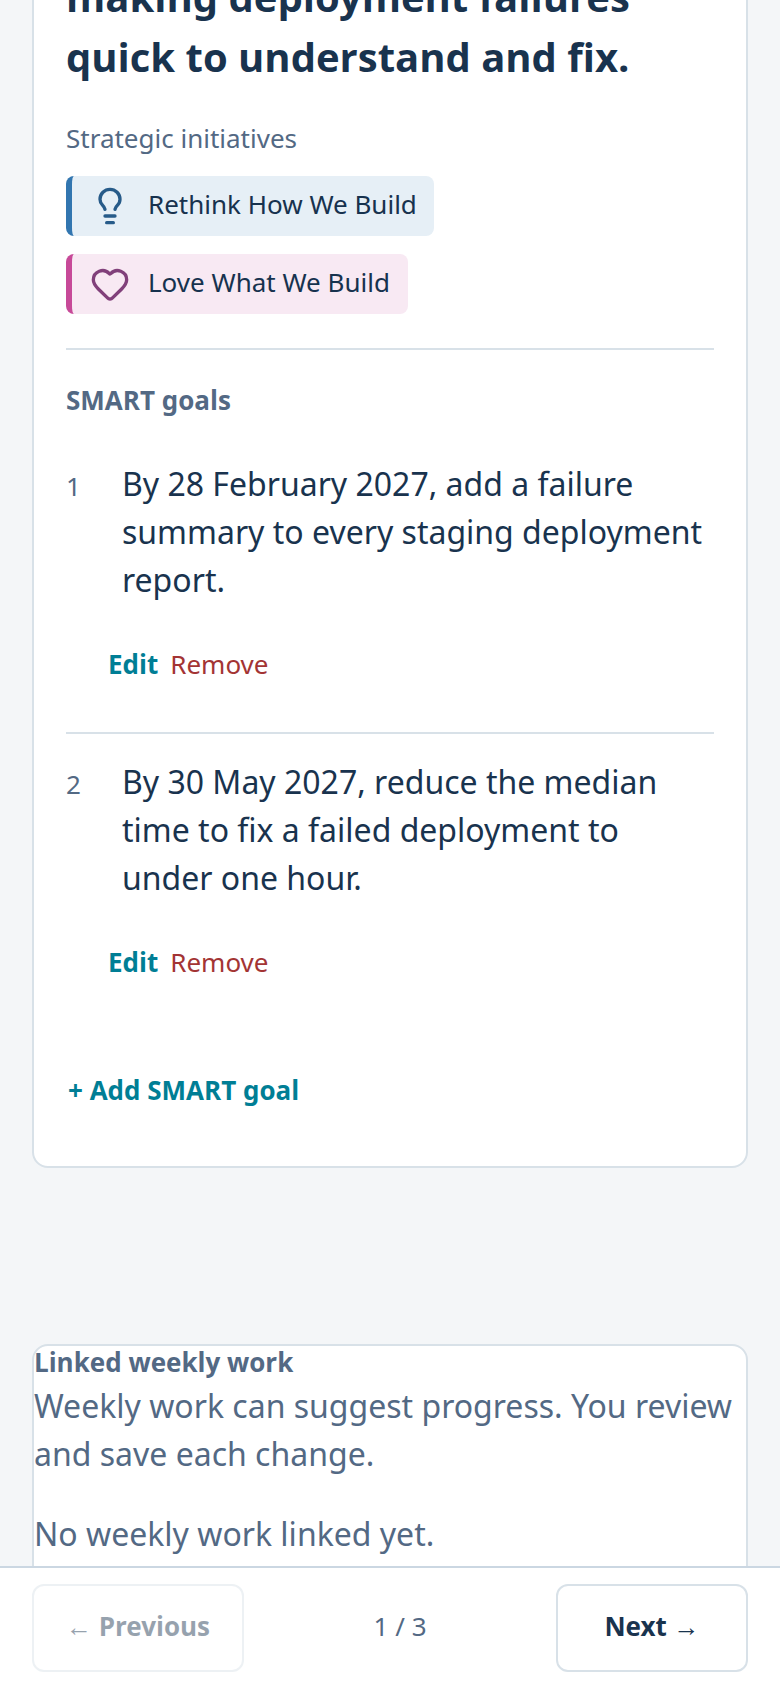 making deployment failures
quick to understand and fix.
Strategic initiatives
Rethink How We Build
Love What We Build
SMART goals
1 By 28 February 2027, add a failure
summary to every staging deployment
report.
Edit Remove
2 By 30 May 2027, reduce the median
time to fix a failed deployment to
under one hour.
Edit Remove
+ Add SMART goal
Linked weekly work
Weekly work can suggest progress. You review
and save each change.
No weekly work linked yet.
← Previous 1 / 3 Next →